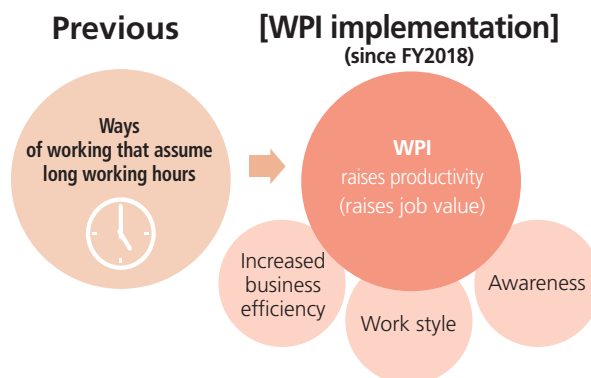 Previous
[WPI implementation]
(since FY2018)
Ways
of working that assume
long working hours
WPI
raises productivity
(raises job value)
Increased
business
efficiency
Work style
Awareness